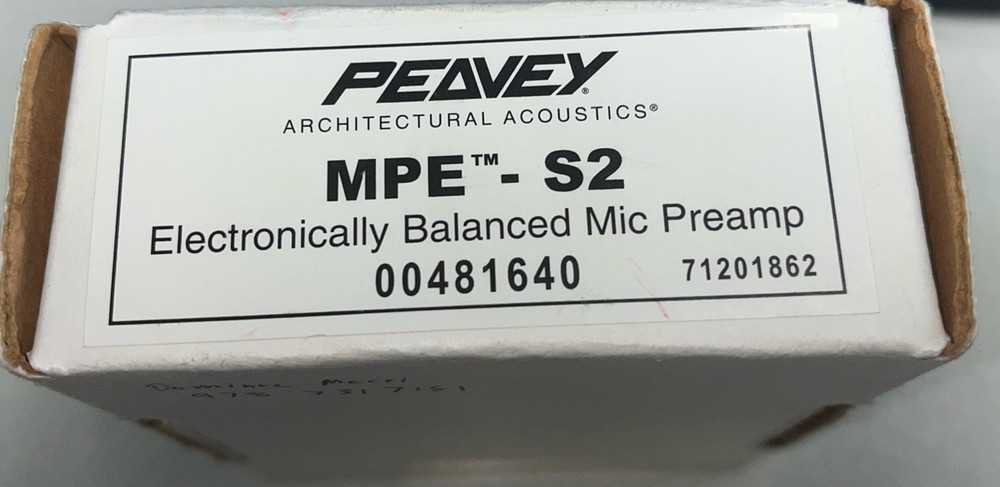 PEAVEY®
ARCHITECTURAL ACOUSTICS®
MPE™- S2
Electronically Balanced Mic Preamp
00481640 71201862